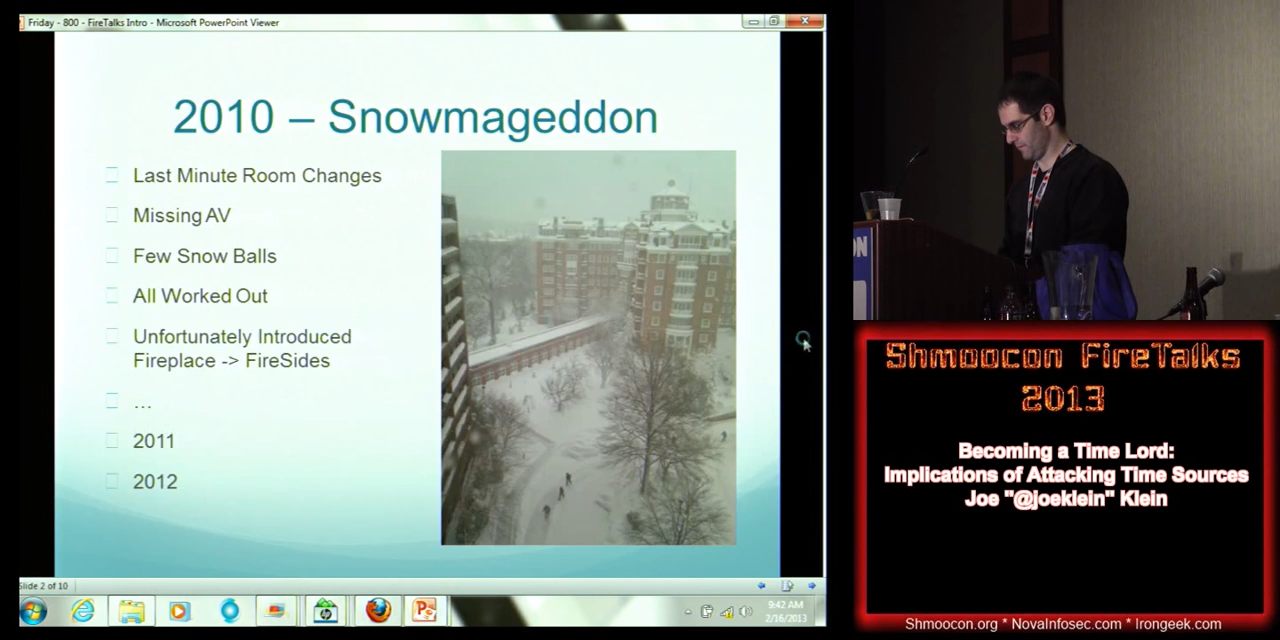 Friday - 800 - FireTalks Intro - Microsoft PowerPoint Viewer
2010 – Snowmageddon
Last Minute Room Changes
Missing AV
Few Snow Balls
All Worked Out
Unfortunately Introduced
Fireplace -> FireSides
...
2011
2012
Slide 2 of 10
9:42 AM
2/16/2013
ON
Shmoocon FireTalks
2013
Becoming a Time Lord:
Implications of Attacking Time Sources
Joe "@joeklein" Klein
Shmoocon.org * NovaInfosec.com * Irongeek.com